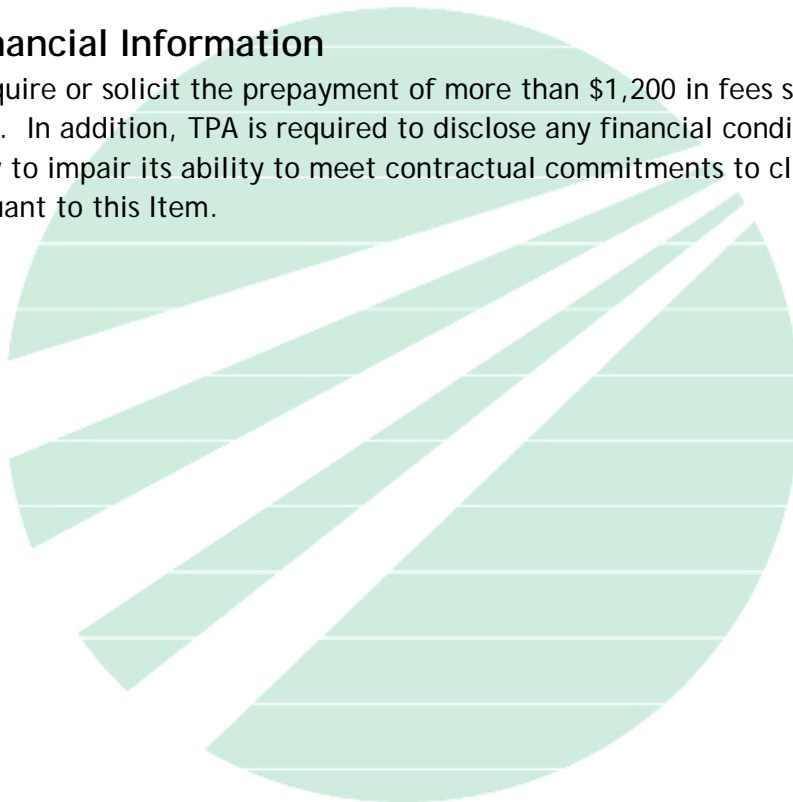 nancial Information
quire or solicit the prepayment of more than $1,200 in fees s
. In addition, TPA is required to disclose any financial condi
to impair its ability to meet contractual commitments to cl
uant to this Item.